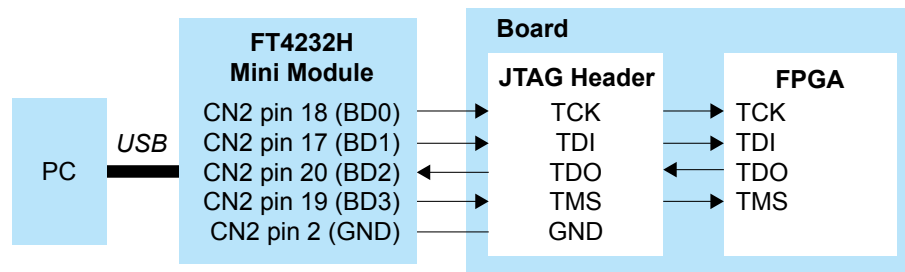 Board
FT4232H
Mini Module
JTAG Header
FPGA
CN2 pin 18 (BD0)
TCK
TCK
CN2 pin 17 (BD1)
TDI
TDI
USB
PC
CN2 pin 20 (BD2)
TDO
TDO
CN2 pin 19 (BD3)
TMS
TMS
CN2 pin 2 (GND)
GND